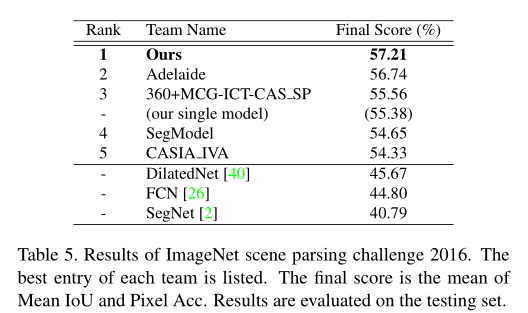 Rank Team Name Final Score (%)
1 Ours 57.21
2 Adelaide 56.74
3 360+MCG-ICT-CAS_SP 55.56
- (our single model) (55.38)
4 SegModel 54.65
5 CASIA_IVA 54.33
- DilatedNet [40] 45.67
- FCN [26] 44.80
- SegNet [2] 40.79
Table 5. Results of ImageNet scene parsing challenge 2016. The
best entry of each team is listed. The final score is the mean of
Mean IoU and Pixel Acc. Results are evaluated on the testing set.